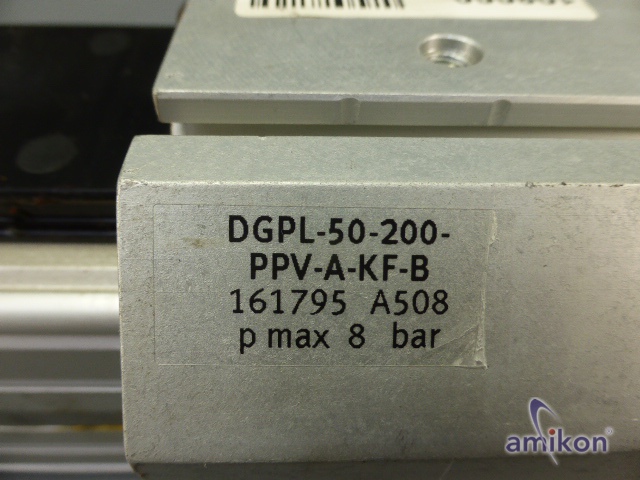 DGPL-50-200-
PPV-A-KF-B
161795 A508
p max 8 bar
amikon